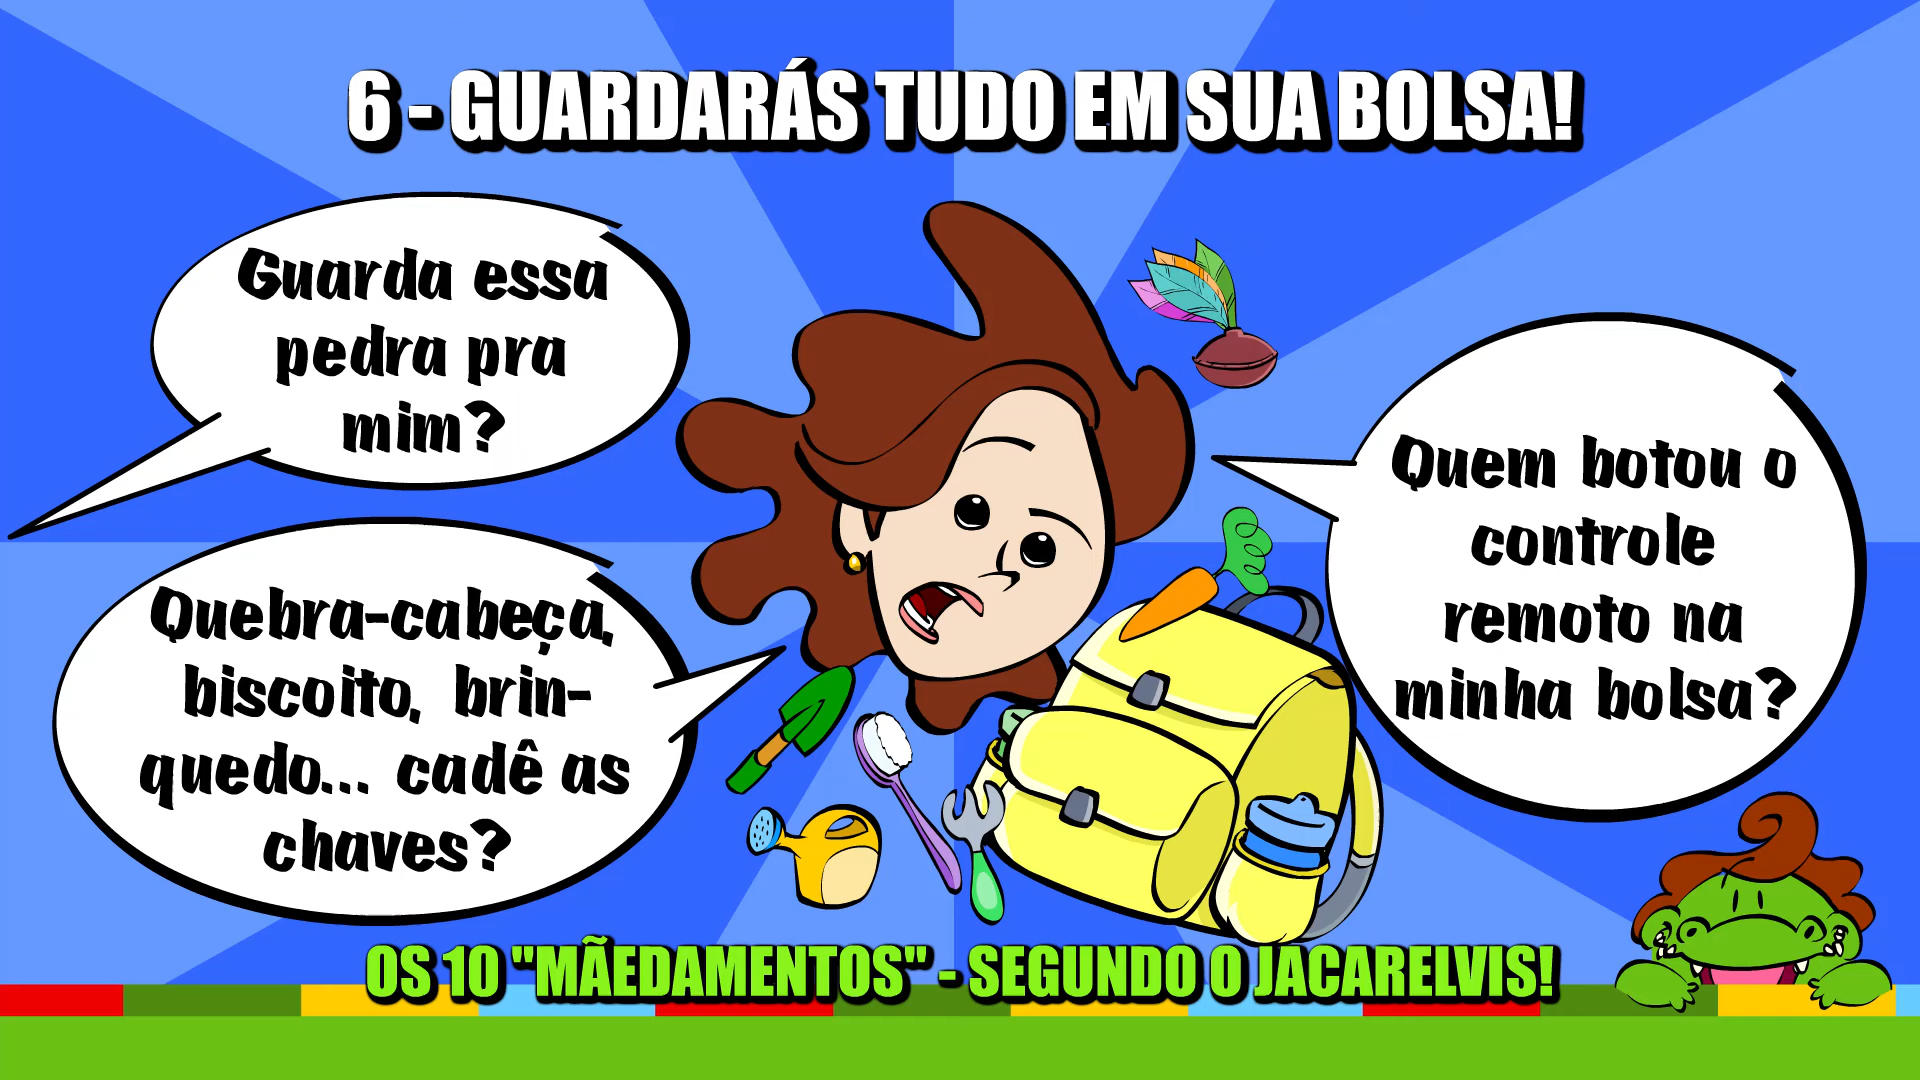 6 - GUARDARÁS TUDO EM SUA BOLSA!
Guarda essa
pedra pra
mim?
Quem botou o
controle
remoto na
minha bolsa?
Quebra-cabeça,
biscoito, brin-
quedo... cadê as
chaves?
OS 10 "MÃEDAMENTOS" - SEGUNDO O JACARELVIS!